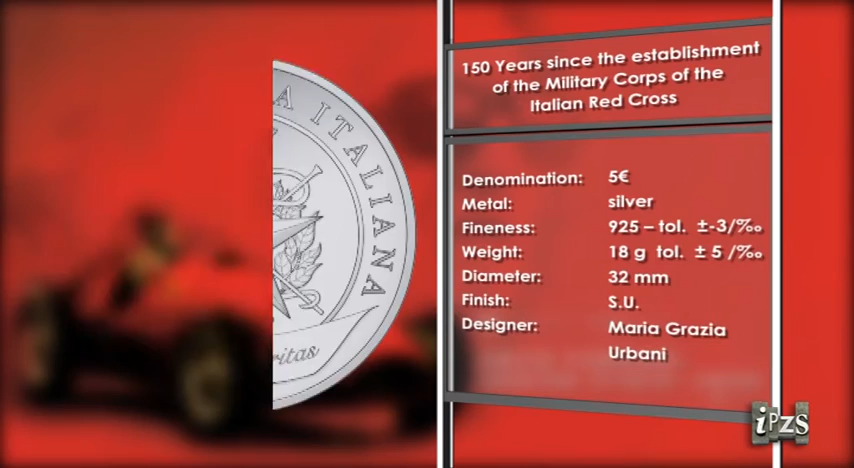 A ITALIANA
ritas
150 Years since the establishment
of the Military Corps of the
Italian Red Cross
Denomination: 5€
Metal: silver
Fineness: 925 – tol. ±-3/‰
Weight: 18 g tol. ± 5 /‰
Diameter: 32 mm
Finish: S.U.
Designer: Maria Grazia
Urbani
iPZS